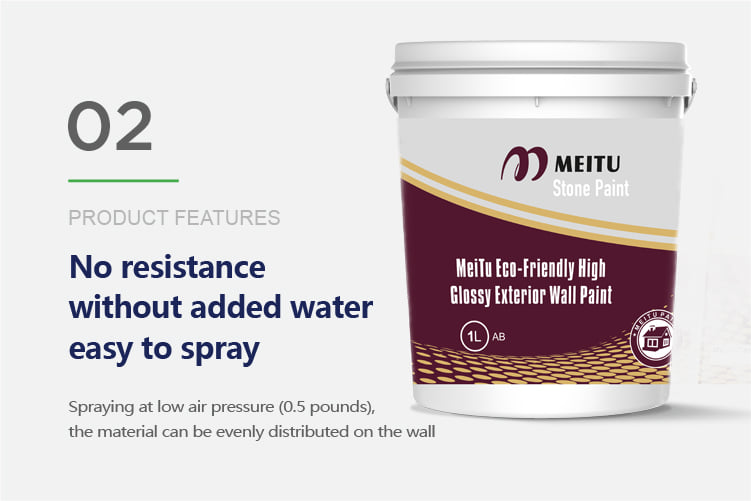 02
PRODUCT FEATURES
No resistance
without added water
easy to spray
Spraying at low air pressure (0.5 pounds),
the material can be evenly distributed on the wall
MEITU
Stone Paint
MeiTu Eco-Friendly High
Glossy Exterior Wall Paint
1L AB
MEITU